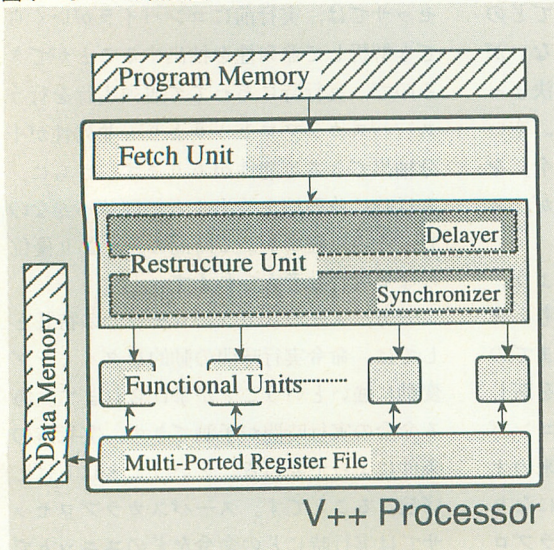 Program Memory
Fetch Unit
Delayer
Restructure Unit
Synchronizer
Data Memory
Functional Units
Multi-Ported Register File
V++ Processor